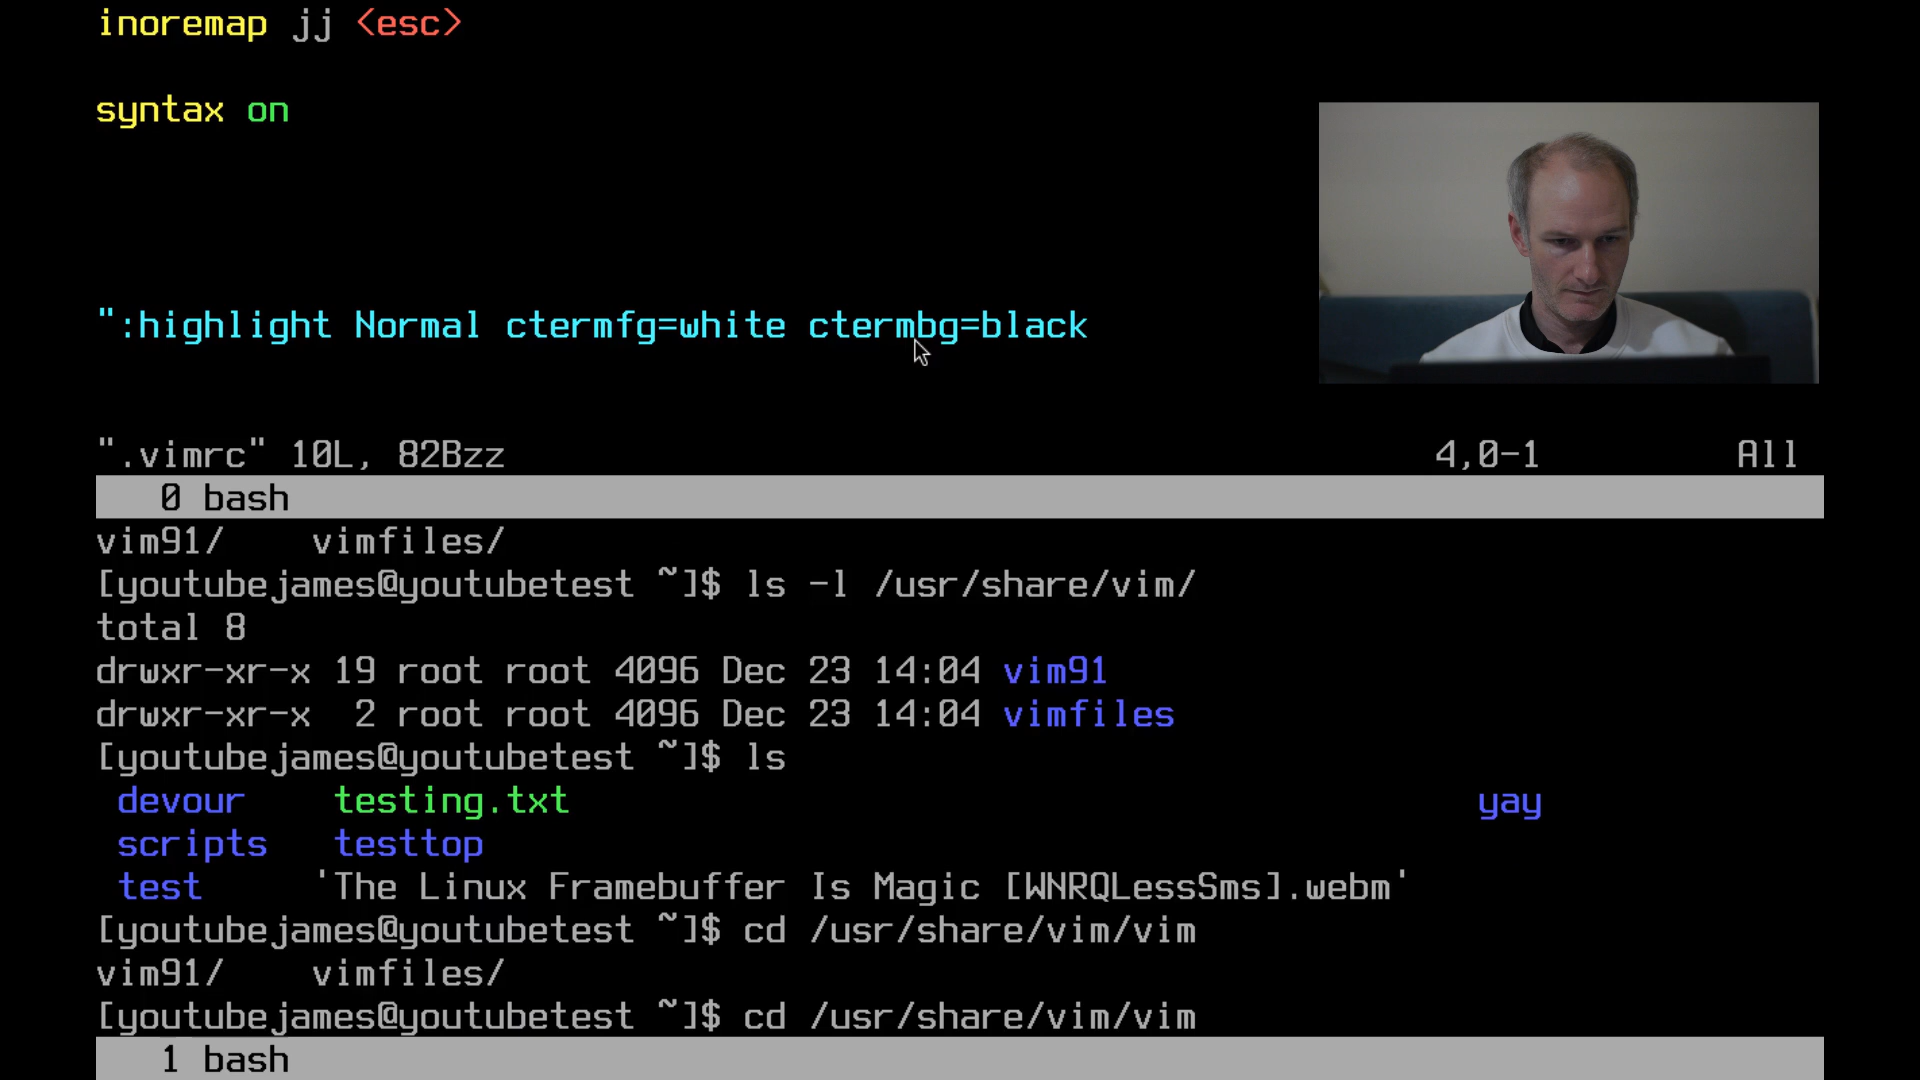 inoremap jj <esc>
syntax on
":highlight Normal ctermfg=white ctermbg=black
".vimrc" 10L, 82Bzz 4,0-1 All
0 bash
vim91/ vimfiles/
[youtubejames@youtubetest ~]$ ls -l /usr/share/vim/
total 8
drwxr-xr-x 19 root root 4096 Dec 23 14:04 vim91
drwxr-xr-x 2 root root 4096 Dec 23 14:04 vimfiles
[youtubejames@youtubetest ~]$ ls
devour testing.txt yay
scripts testtop
test 'The Linux Framebuffer Is Magic [WNRQLessSms].webm'
[youtubejames@youtubetest ~]$ cd /usr/share/vim/vim
vim91/ vimfiles/
[youtubejames@youtubetest ~]$ cd /usr/share/vim/vim
1 bash